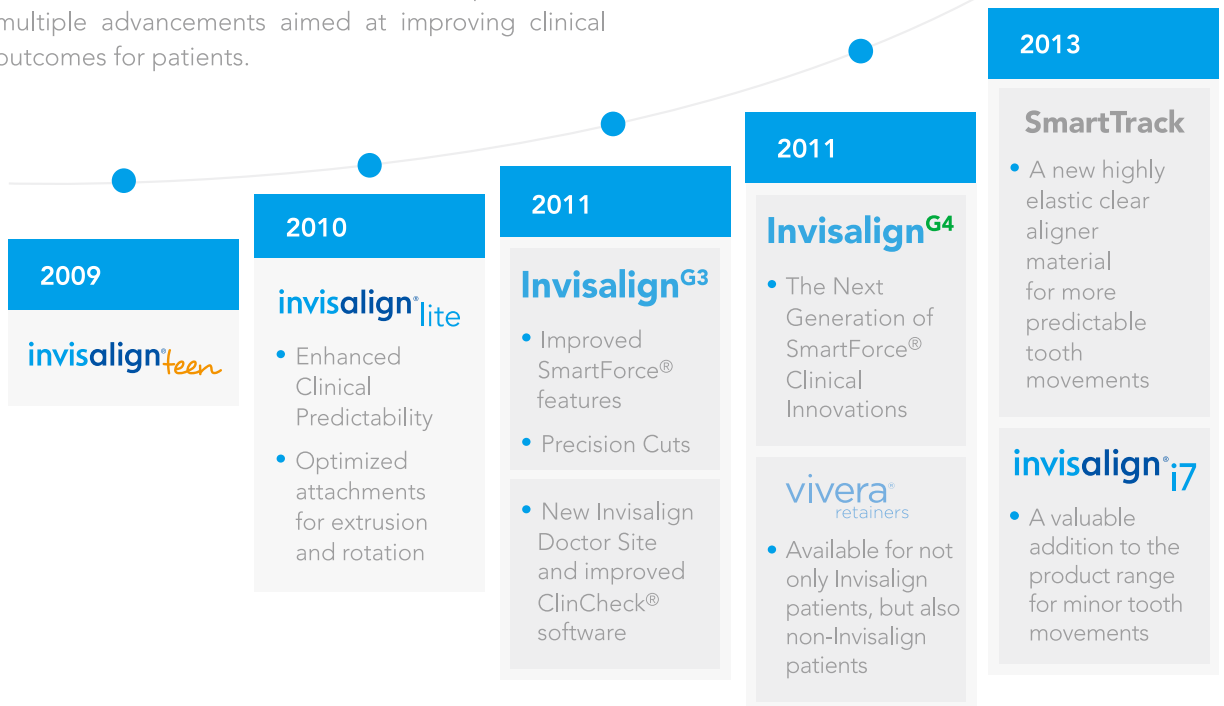 multiple advancements aimed at improving clinical
outcomes for patients.
2009
invisalign® teen
2010
invisalign® lite
• Enhanced
Clinical
Predictability
• Optimized
attachments
for extrusion
and rotation
2011
InvisalignG3
• Improved
SmartForce®
features
• Precision Cuts
• New Invisalign
Doctor Site
and improved
ClinCheck®
software
2011
InvisalignG4
• The Next
Generation of
SmartForce®
Clinical
Innovations
vivera®
retainers
• Available for not
only Invisalign
patients, but also
non-Invisalign
patients
2013
SmartTrack
• A new highly
elastic clear
aligner
material
for more
predictable
tooth
movements
invisalign® i7
• A valuable
addition to the
product range
for minor tooth
movements